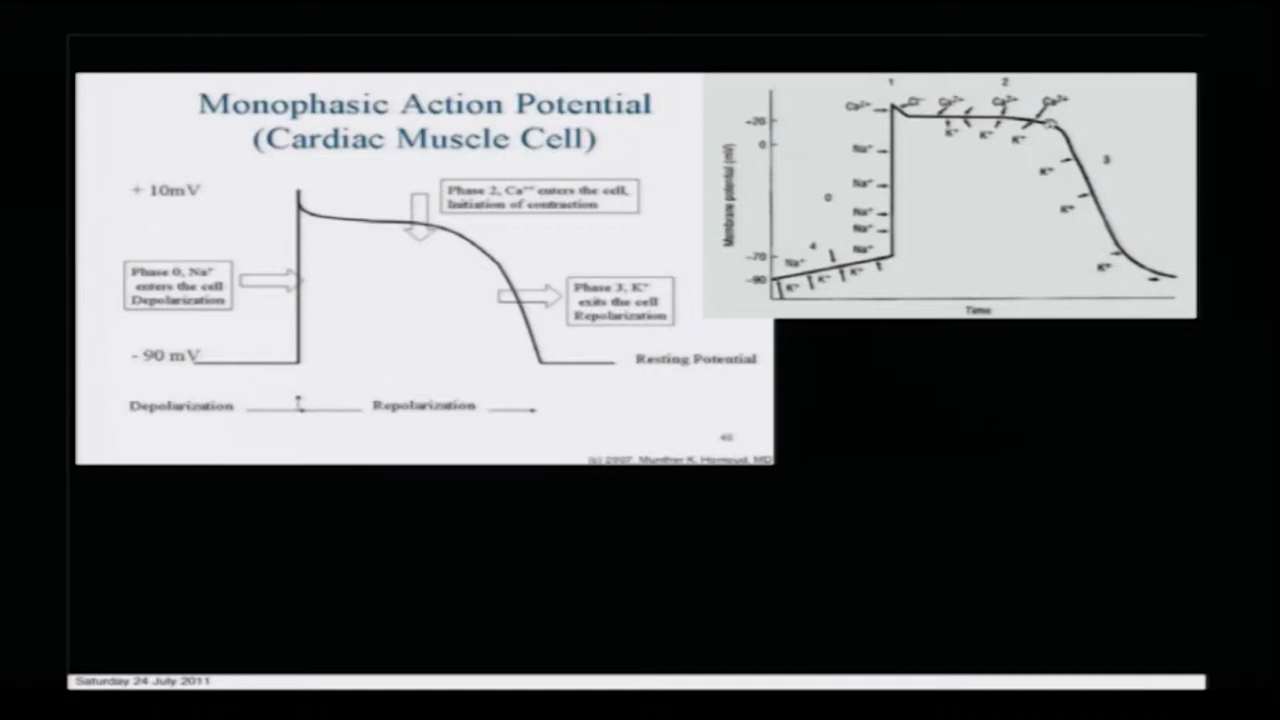 Monophasic Action Potential
(Cardiac Muscle Cell)
+ 10mV
Phase 2, Ca++ enters the cell,
Initiation of contraction
Phase 0, Na+
enters the cell
Depolarization
Phase 3, K+
exits the cell
Repolarization
- 90 mV
Resting Potential
Depolarization
Repolarization
(c) 2007, Munther K. Homoud, MD
1
2
Ca2+
Cl-
Ca2+
Ca2+
Ca2+
K+
K+
K+
Na+
3
K+
Na+
0
K+
Na+
Na+
4
Na+
Na+
K+
K+
K+
K+
-20
0
-70
-90
Membrane potential (mV)
Time
Saturday 24 July 2011